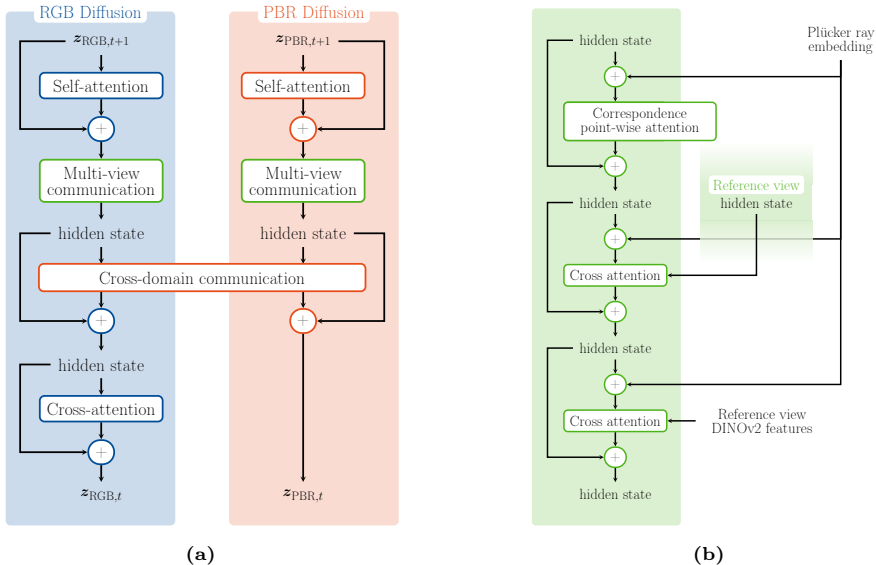 RGB Diffusion
z_RGB,t+1
Self-attention
+
Multi-view
communication
hidden state
Cross-domain communication
+
hidden state
Cross-attention
+
z_RGB,t
PBR Diffusion
z_PBR,t+1
Self-attention
+
Multi-view
communication
hidden state
+
z_PBR,t
(a)
hidden state
+
Correspondence
point-wise attention
+
hidden state
+
Cross attention
+
hidden state
+
Cross attention
+
hidden state
Plücker ray
embedding
Reference view
hidden state
Reference view
DINOv2 features
(b)